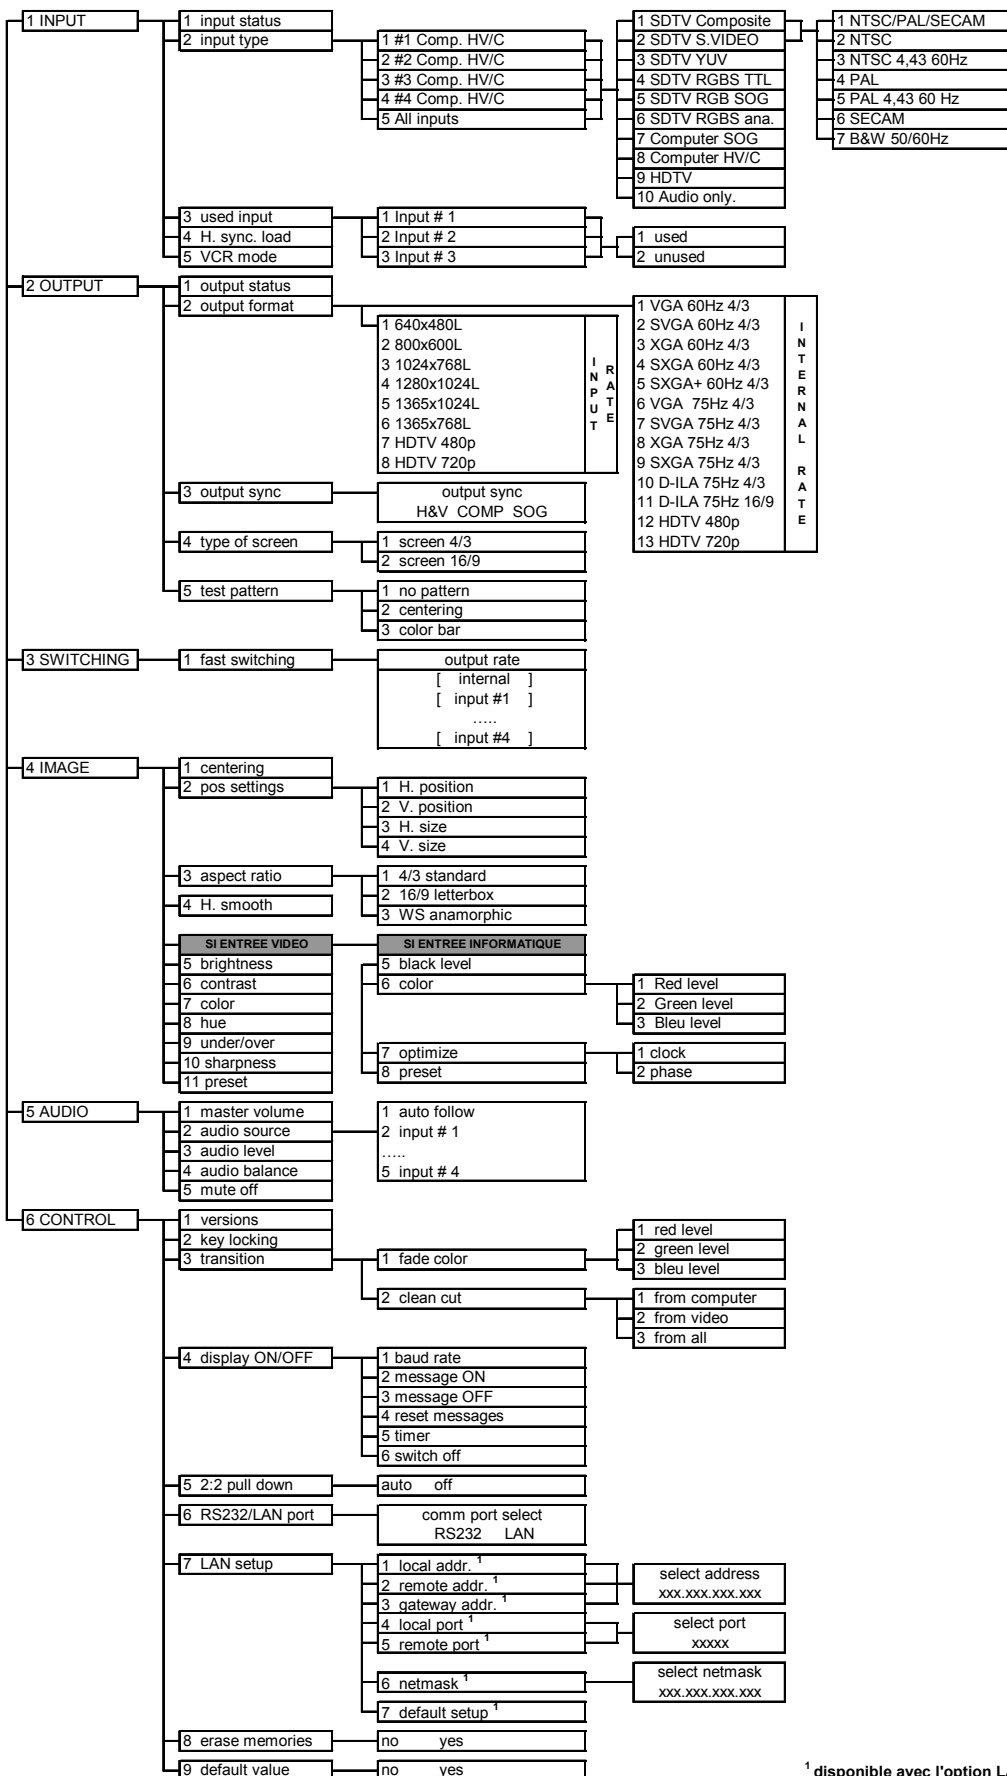 1 INPUT
1 input status
2 input type
1 #1 Comp. HV/C
2 #2 Comp. HV/C
3 #3 Comp. HV/C
4 #4 Comp. HV/C
5 All inputs
1 SDTV Composite
2 SDTV S.VIDEO
3 SDTV YUV
4 SDTV RGBS TTL
5 SDTV RGB SOG
6 SDTV RGBS ana.
7 Computer SOG
8 Computer HV/C
9 HDTV
10 Audio only.
1 NTSC/PAL/SECAM
2 NTSC
3 NTSC 4,43 60Hz
4 PAL
5 PAL 4,43 60 Hz
6 SECAM
7 B&W 50/60Hz
3 used input
4 H. sync. load
5 VCR mode
1 Input # 1
2 Input # 2
3 Input # 3
1 used
2 unused
2 OUTPUT
1 output status
2 output format
1 640x480L
2 800x600L
3 1024x768L
4 1280x1024L
5 1365x1024L
6 1365x768L
7 HDTV 480p
8 HDTV 720p
INPUT
RATE
1 VGA 60Hz 4/3
2 SVGA 60Hz 4/3
3 XGA 60Hz 4/3
4 SXGA 60Hz 4/3
5 SXGA+ 60Hz 4/3
6 VGA 75Hz 4/3
7 SVGA 75Hz 4/3
8 XGA 75Hz 4/3
9 SXGA 75Hz 4/3
10 D-ILA 75Hz 4/3
11 D-ILA 75Hz 16/9
12 HDTV 480p
13 HDTV 720p
INTERNAL RATE
3 output sync
output sync
H&V COMP SOG
4 type of screen
1 screen 4/3
2 screen 16/9
5 test pattern
1 no pattern
2 centering
3 color bar
3 SWITCHING
1 fast switching
output rate
[ internal ]
[ input #1 ]
.....
[ input #4 ]
4 IMAGE
1 centering
2 pos settings
1 H. position
2 V. position
3 H. size
4 V. size
3 aspect ratio
4 H. smooth
1 4/3 standard
2 16/9 letterbox
3 WS anamorphic
SI ENTREE VIDEO
5 brightness
6 contrast
7 color
8 hue
9 under/over
10 sharpness
11 preset
SI ENTREE INFORMATIQUE
5 black level
6 color
1 Red level
2 Green level
3 Bleu level
7 optimize
8 preset
1 clock
2 phase
5 AUDIO
1 master volume
2 audio source
3 audio level
4 audio balance
5 mute off
1 auto follow
2 input # 1
.....
5 input # 4
6 CONTROL
1 versions
2 key locking
3 transition
1 fade color
1 red level
2 green level
3 bleu level
2 clean cut
1 from computer
2 from video
3 from all
4 display ON/OFF
1 baud rate
2 message ON
3 message OFF
4 reset messages
5 timer
6 switch off
5 2:2 pull down
auto off
6 RS232/LAN port
comm port select
RS232 LAN
7 LAN setup
1 local addr. 1
2 remote addr. 1
3 gateway addr. 1
4 local port 1
5 remote port 1
select address
xxx.xxx.xxx.xxx
select port
xxxxx
6 netmask 1
select netmask
xxx.xxx.xxx.xxx
7 default setup 1
8 erase memories
no yes
9 default value
no yes
1 disponible avec l'option